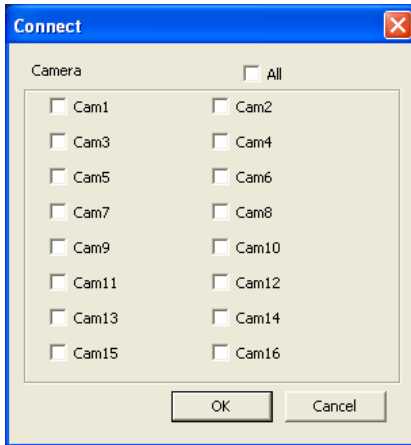 Connect
Camera All
Cam1 Cam2
Cam3 Cam4
Cam5 Cam6
Cam7 Cam8
Cam9 Cam10
Cam11 Cam12
Cam13 Cam14
Cam15 Cam16
OK Cancel